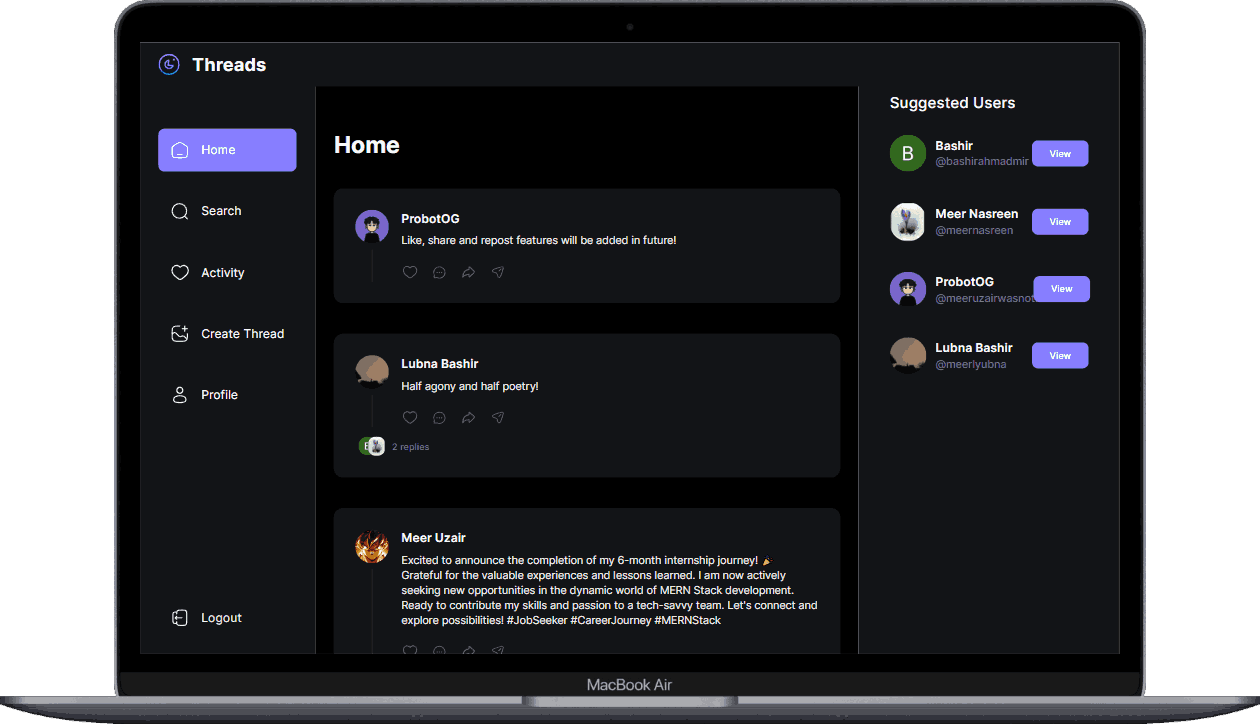 Threads
Home
Search
Activity
Create Thread
Profile
Logout
Home
ProbotOG
Like, share and repost features will be added in future!
Lubna Bashir
Half agony and half poetry!
2 replies
Meer Uzair
Excited to announce the completion of my 6-month internship journey! 🎉
Grateful for the valuable experiences and lessons learned. I am now actively
seeking new opportunities in the dynamic world of MERN Stack development.
Ready to contribute my skills and passion to a tech-savvy team. Let's connect and
explore possibilities! #JobSeeker #CareerJourney #MERNStack
Suggested Users
B
Bashir
@bashirahmadmir
View
Meer Nasreen
@meernasreen
View
ProbotOG
@meeruzairwasnot
View
Lubna Bashir
@meerlyubna
View
MacBook Air